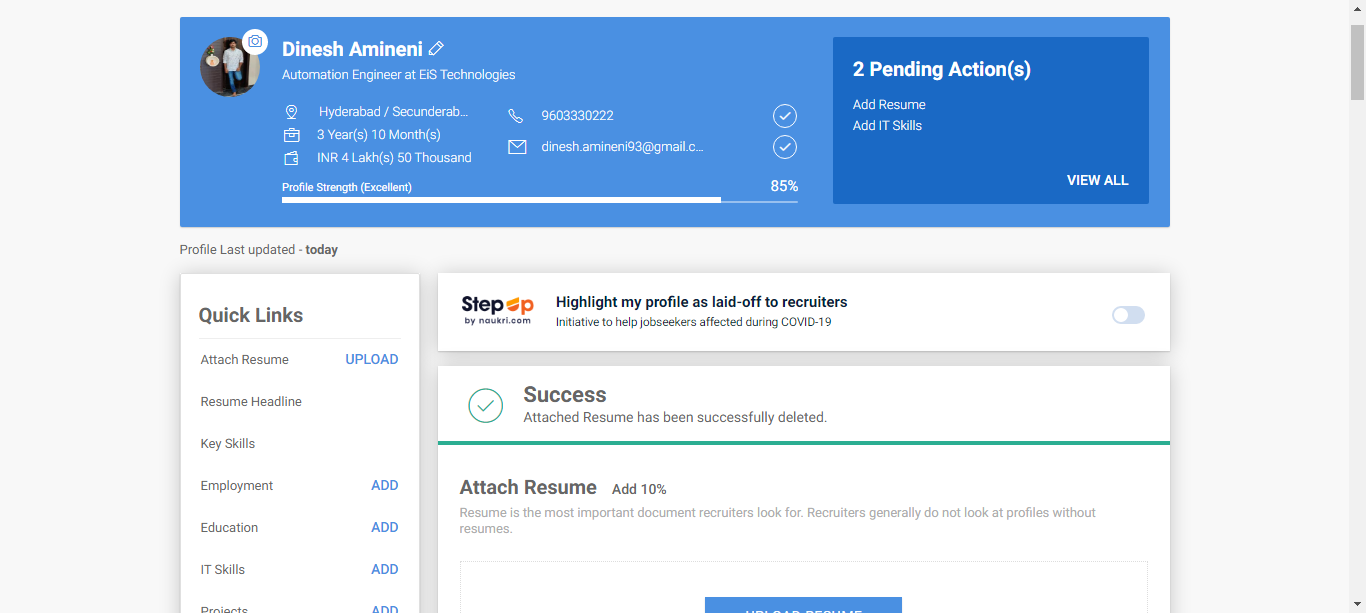 Dinesh Amineni
Automation Engineer at EiS Technologies
Hyderabad / Secunderab...
3 Year(s) 10 Month(s)
INR 4 Lakh(s) 50 Thousand
9603330222
dinesh.amineni93@gmail.c...
Profile Strength (Excellent)
85%
2 Pending Action(s)
Add Resume
Add IT Skills
VIEW ALL
Profile Last updated - today
Quick Links
Attach Resume UPLOAD
Resume Headline
Key Skills
Employment ADD
Education ADD
IT Skills ADD
Projects ADD
StepUp
by naukri.com
Highlight my profile as laid-off to recruiters
Initiative to help jobseekers affected during COVID-19
Success
Attached Resume has been successfully deleted.
Attach Resume Add 10%
Resume is the most important document recruiters look for. Recruiters generally do not look at profiles without
resumes.
UPLOAD RESUME